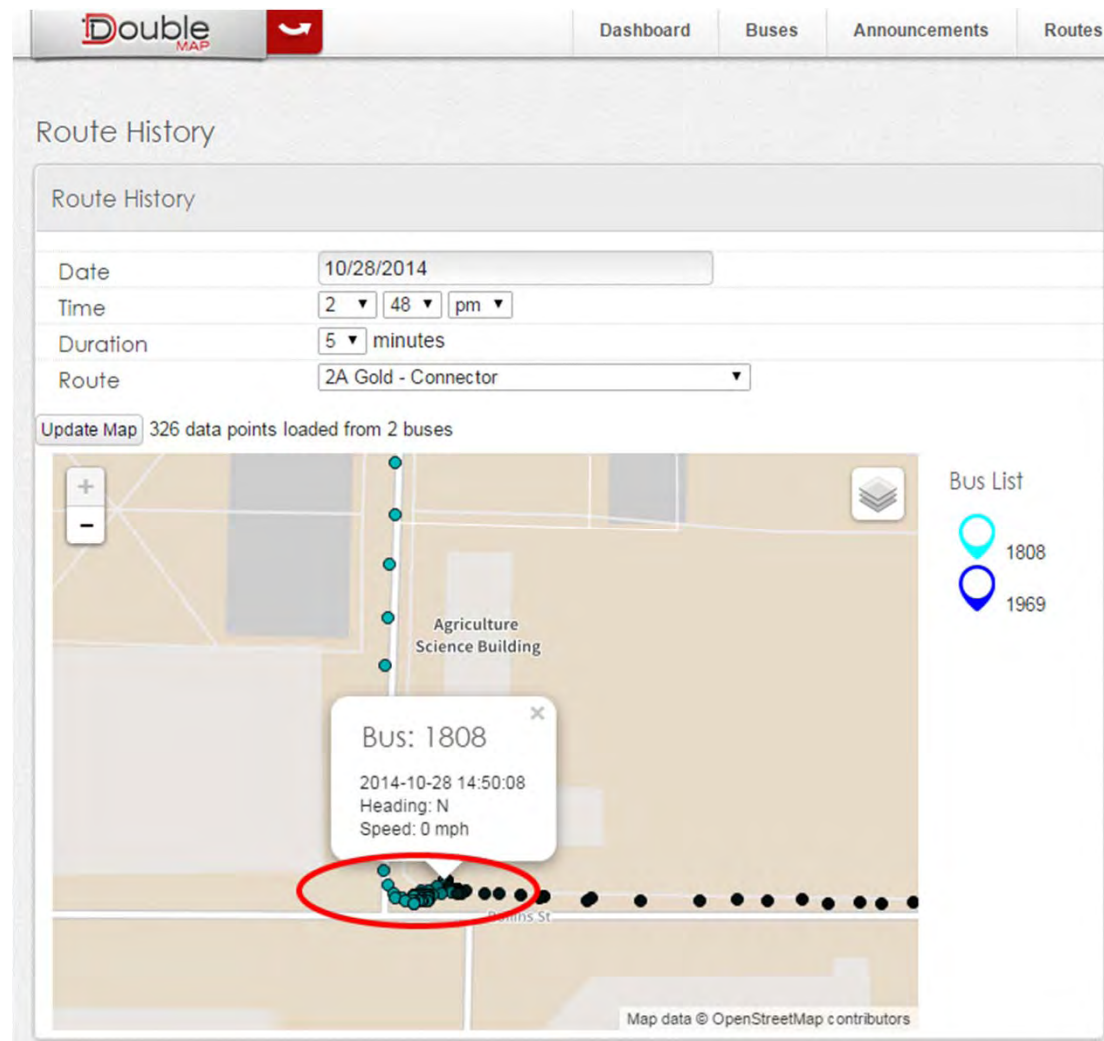 Double
MAP
Dashboard Buses Announcements Routes
Route History
Route History
Date 10/28/2014
Time 2 48 pm
Duration 5 minutes
Route 2A Gold - Connector
Update Map 326 data points loaded from 2 buses
+
-
Bus List
1808
1969
Agriculture
Science Building
×
Bus: 1808
2014-10-28 14:50:08
Heading: N
Speed: 0 mph
St
Map data © OpenStreetMap contributors